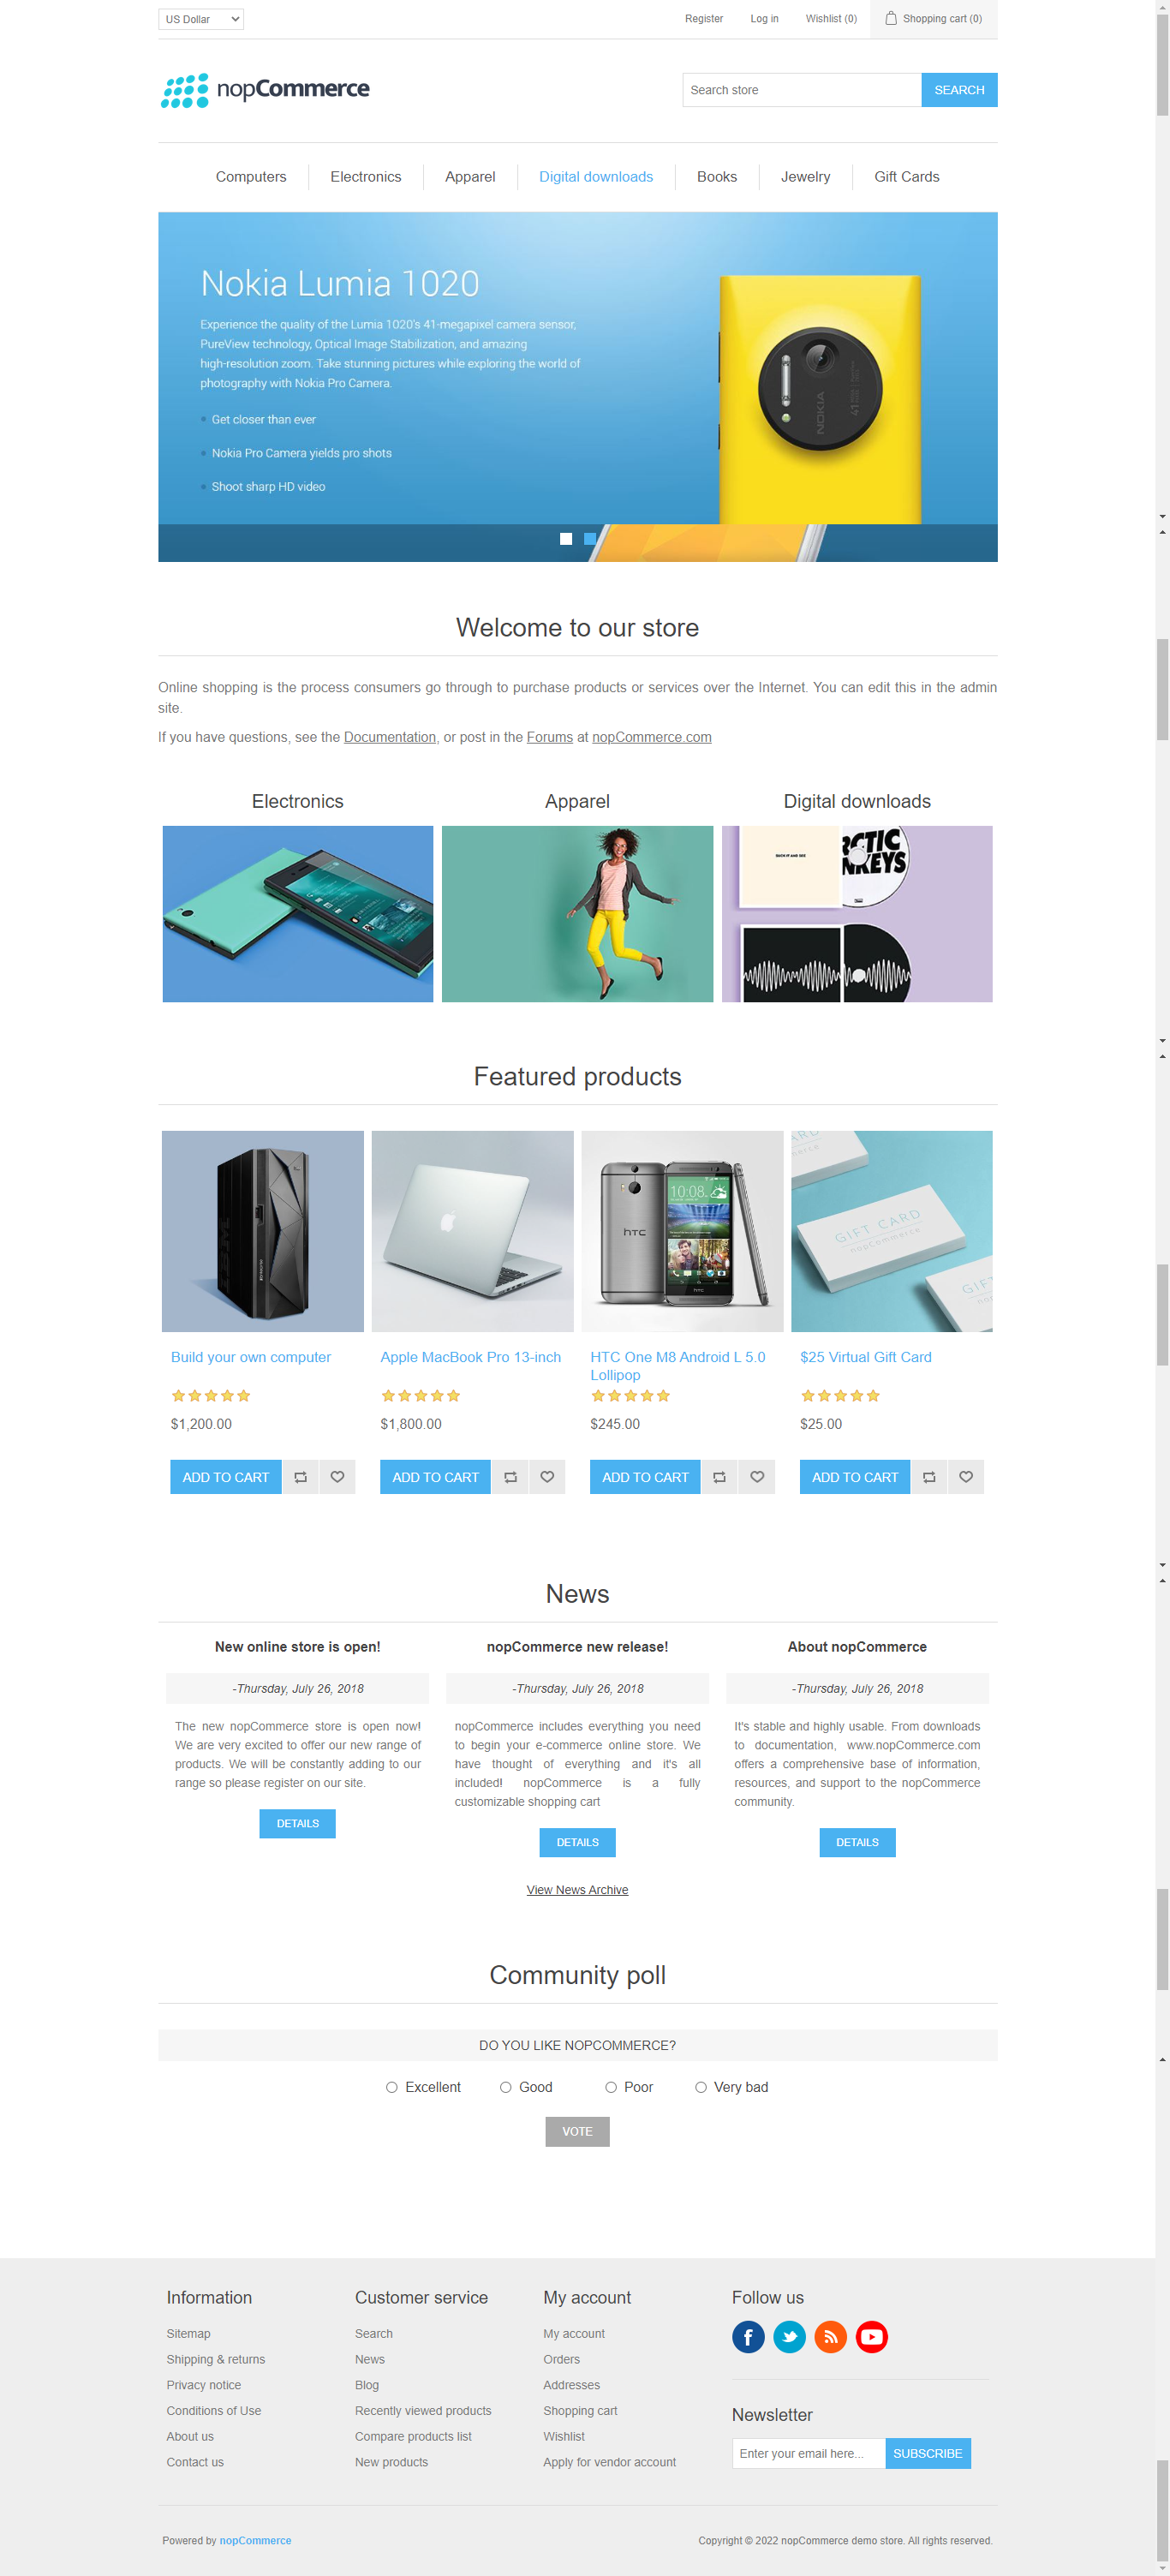 US Dollar
Register Log in Wishlist (0) Shopping cart (0)
nopCommerce
Search store SEARCH
Computers Electronics Apparel Digital downloads Books Jewelry Gift Cards
Nokia Lumia 1020
Experience the quality of the Lumia 1020's 41-megapixel camera sensor,
PureView technology, Optical Image Stabilization, and amazing
high-resolution zoom. Take stunning pictures while exploring the world of
photography with Nokia Pro Camera.
Get closer than ever
Nokia Pro Camera yields pro shots
Shoot sharp HD video
NOKIA
Welcome to our store
Online shopping is the process consumers go through to purchase products or services over the Internet. You can edit this in the admin
site.
If you have questions, see the Documentation, or post in the Forums at nopCommerce.com
Electronics Apparel Digital downloads
CTIC
NKEYS
Featured products
10:08
hTC
GIFT CARD
nopCommerce
Build your own computer
$1,200.00
ADD TO CART
Apple MacBook Pro 13-inch
$1,800.00
ADD TO CART
HTC One M8 Android L 5.0
Lollipop
$245.00
ADD TO CART
$25 Virtual Gift Card
$25.00
ADD TO CART
News
New online store is open!
-Thursday, July 26, 2018
The new nopCommerce store is open now!
We are very excited to offer our new range of
products. We will be constantly adding to our
range so please register on our site.
DETAILS
nopCommerce new release!
-Thursday, July 26, 2018
nopCommerce includes everything you need
to begin your e-commerce online store. We
have thought of everything and it's all
included! nopCommerce is a fully
customizable shopping cart
DETAILS
About nopCommerce
-Thursday, July 26, 2018
It's stable and highly usable. From downloads
to documentation, www.nopCommerce.com
offers a comprehensive base of information,
resources, and support to the nopCommerce
community.
DETAILS
View News Archive
Community poll
DO YOU LIKE NOPCOMMERCE?
Excellent Good Poor Very bad
VOTE
Information
Sitemap
Shipping & returns
Privacy notice
Conditions of Use
About us
Contact us
Customer service
Search
News
Blog
Recently viewed products
Compare products list
New products
My account
My account
Orders
Addresses
Shopping cart
Wishlist
Apply for vendor account
Follow us
Newsletter
Enter your email here... SUBSCRIBE
Powered by nopCommerce
Copyright © 2022 nopCommerce demo store. All rights reserved.